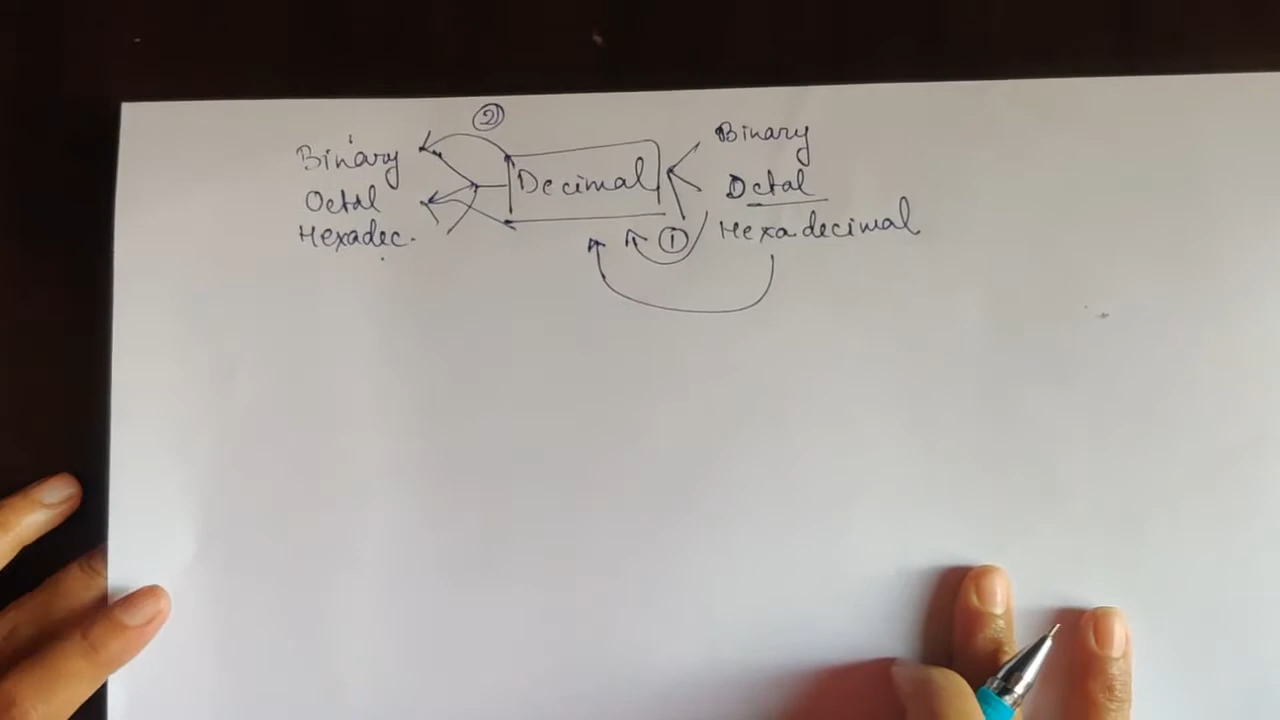 ②
Binary
Octal
Hexadec.
Decimal
①
Binary
Octal
Hexadecimal